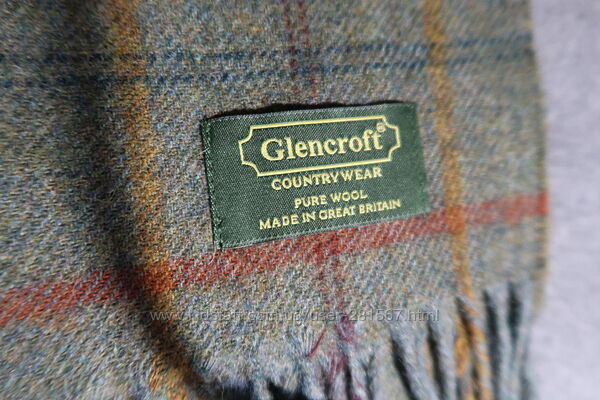 Glencroft®
COUNTRYWEAR
PURE WOOL
MADE IN GREAT BRITAIN